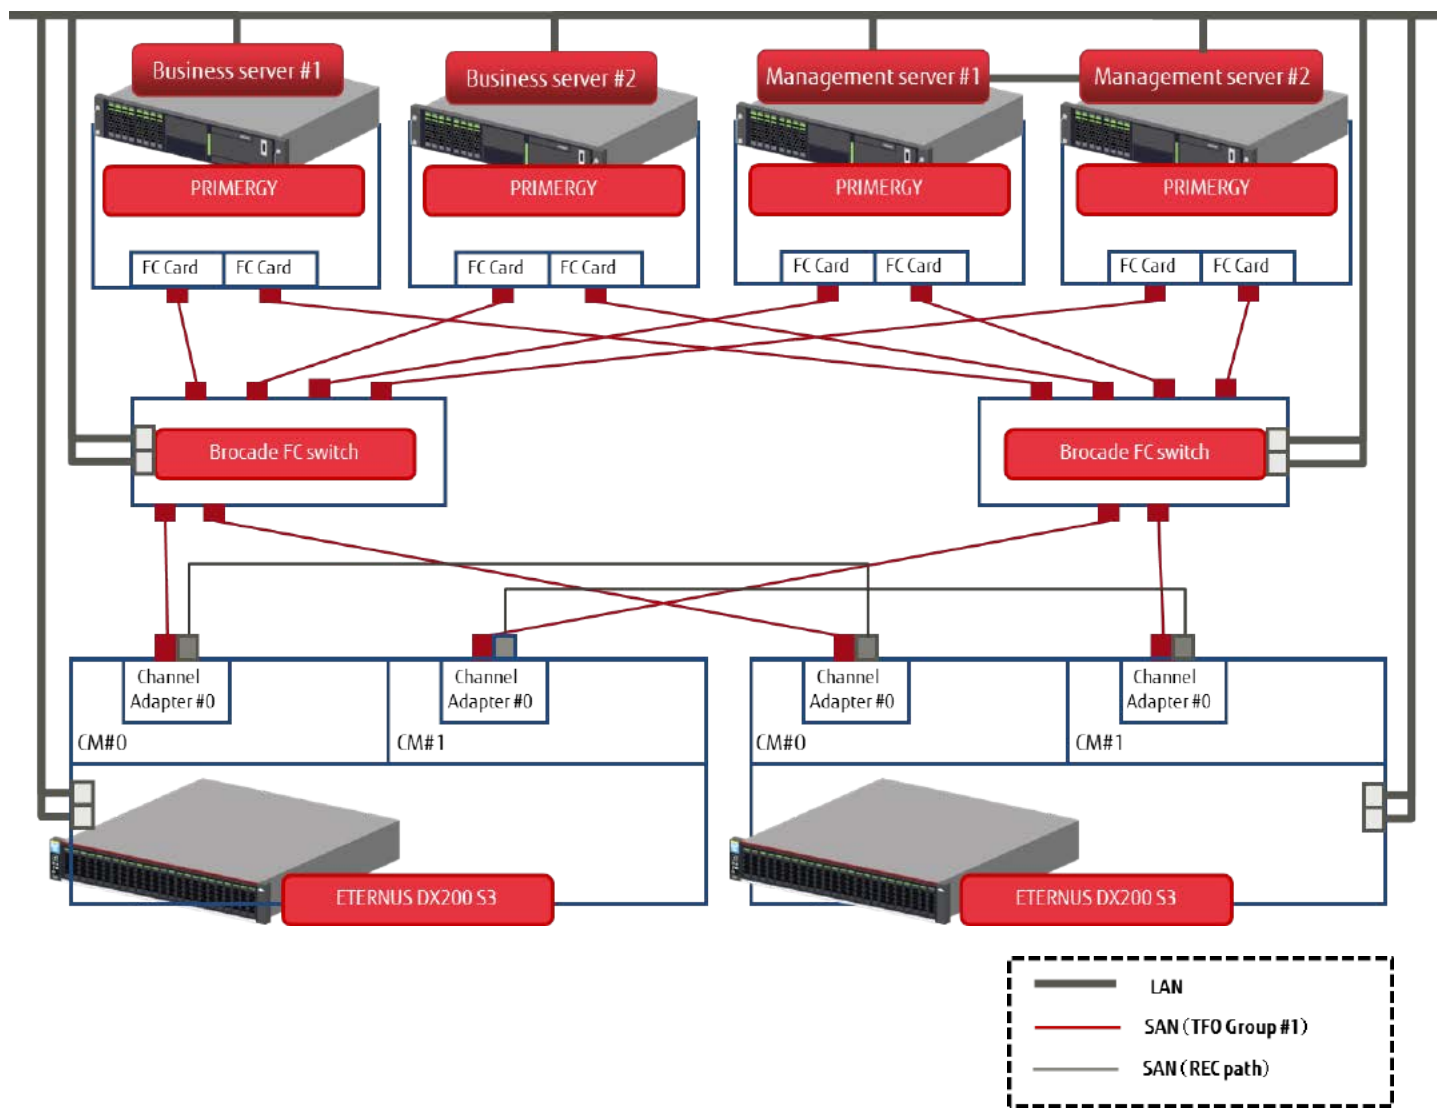 Business server #1
Business server #2
Management server #1
Management server #2
PRIMERGY
PRIMERGY
PRIMERGY
PRIMERGY
FC Card
FC Card
FC Card
FC Card
FC Card
FC Card
FC Card
FC Card
Brocade FC switch
Brocade FC switch
Channel
Adapter #0
Channel
Adapter #0
Channel
Adapter #0
Channel
Adapter #0
CM#0
CM#1
CM#0
CM#1
ETERNUS DX200 S3
ETERNUS DX200 S3
LAN
SAN（TFO Group #1）
SAN（REC path）